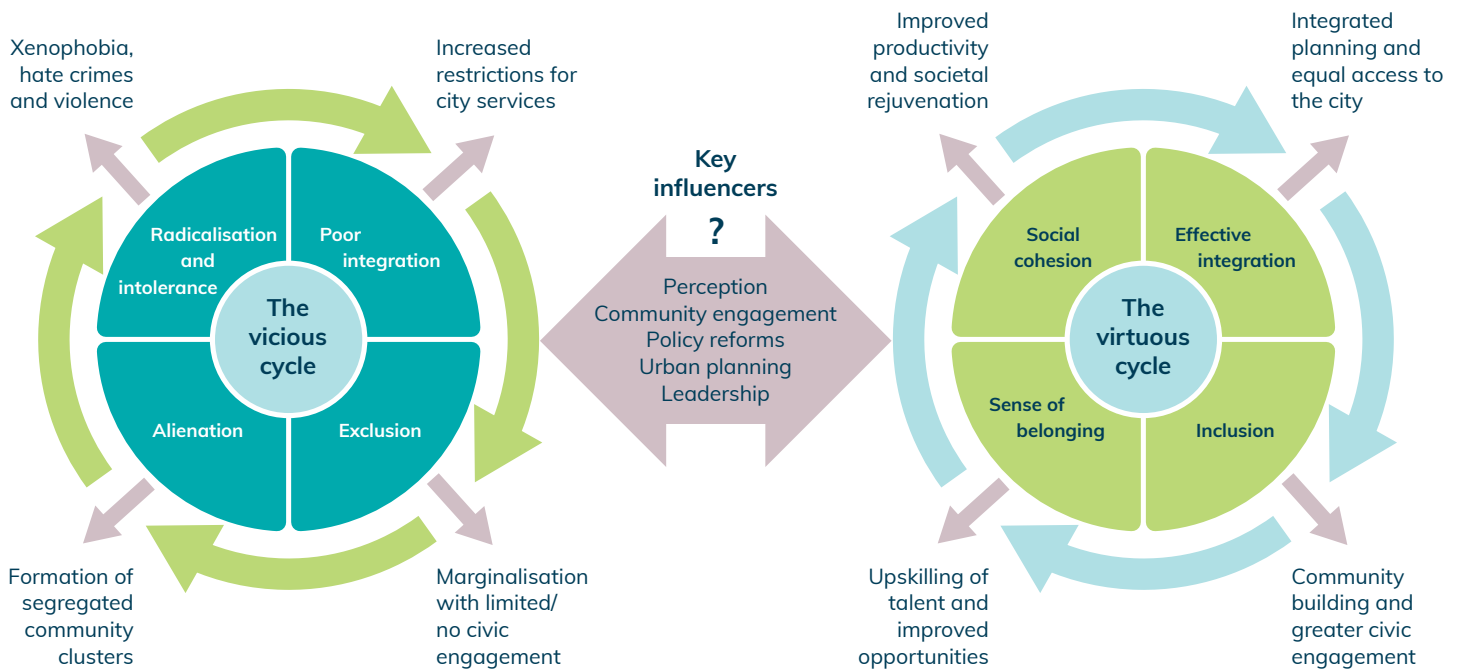 Xenophobia,
hate crimes
and violence
Increased
restrictions for
city services
Radicalisation
and
intolerance
Poor
integration
The
vicious
cycle
Alienation
Exclusion
Formation of
segregated
community
clusters
Marginalisation
with limited/
no civic
engagement
Key
influencers
?
Perception
Community engagement
Policy reforms
Urban planning
Leadership
Improved
productivity
and societal
rejuvenation
Integrated
planning and
equal access to
the city
Social
cohesion
Effective
integration
The
virtuous
cycle
Sense of
belonging
Inclusion
Upskilling of
talent and
improved
opportunities
Community
building and
greater civic
engagement